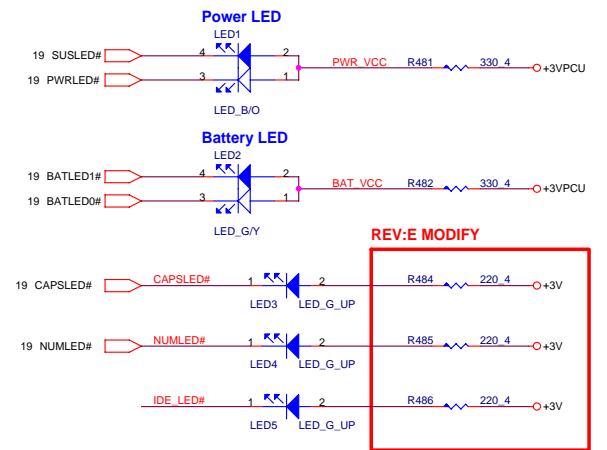 Power LED
LED1
19 SUSLED# 4 2
PWR_VCC R481 330_4 +3VPCU
19 PWRLED# 3 1
LED_B/O
Battery LED
LED2
19 BATLED1# 4 2
BAT_VCC R482 330_4 +3VPCU
19 BATLED0# 3 1
LED_G/Y
REV:E MODIFY
19 CAPSLED# CAPSLED# 1 2 R484 220_4 +3V
LED3 LED_G_UP
19 NUMLED# NUMLED# 1 2 R485 220_4 +3V
LED4 LED_G_UP
IDE_LED# 1 2 R486 220_4 +3V
LED5 LED_G_UP